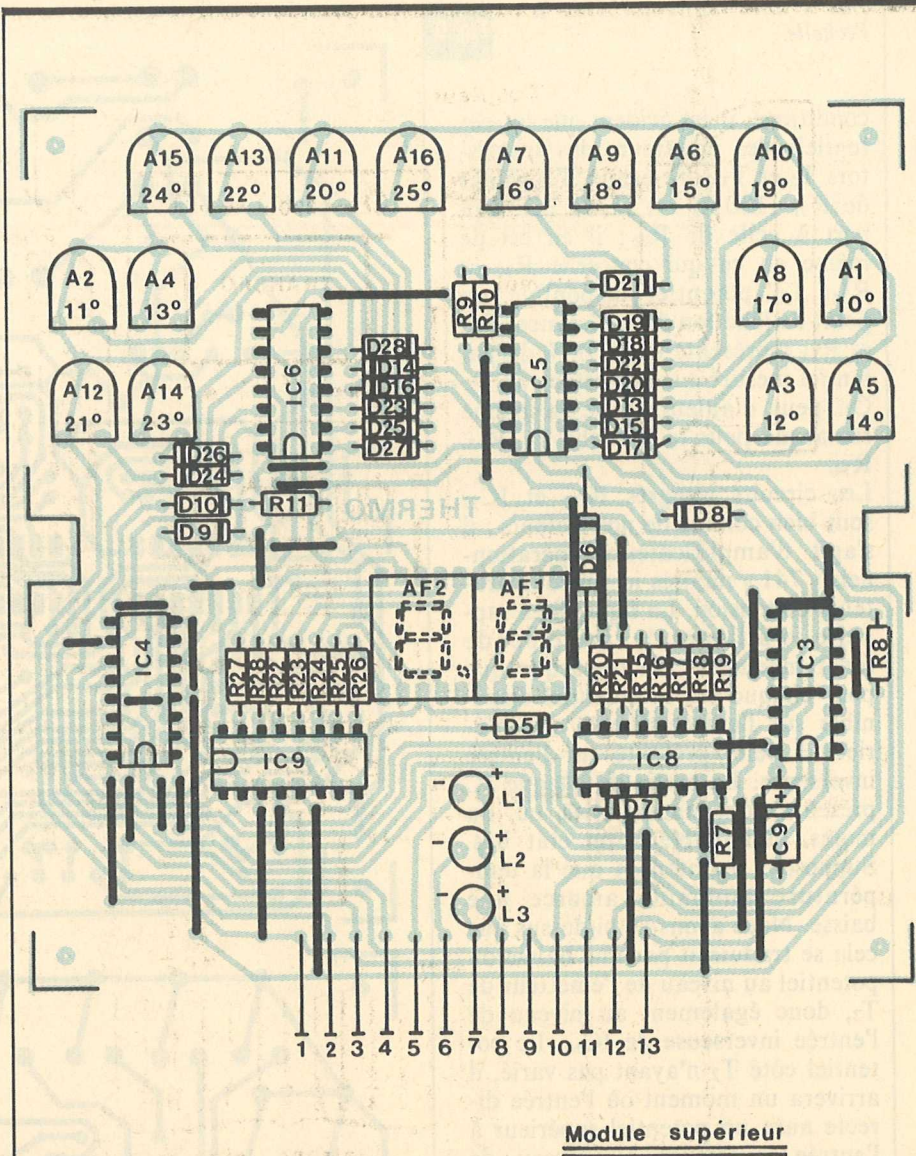 A15 A13 A11 A16 A7 A9 A6 A10
24° 22° 20° 25° 16° 18° 15° 19°
A2 A4 A8 A1
11° 13° 17° 10°
R9 R10
D21
IC6
IC5
D28
D14
D16
D23
D25
D27
D19
D18
D22
D20
D13
D15
D17
A12 A14 A3 A5
21° 23° 12° 14°
D26
D24
D10
D9
R11
THERMO
D6
D8
AF2 AF1
IC4
IC3
R8
R27 R28 R22 R23 R24 R25 R26
R20 R21 R15 R16 R17 R18 R19
D5
IC9
IC8
- + L1
- + L2
- + L3
D7
R7
+
C9
1 2 3 4 5 6 7 8 9 10 11 12 13
Module supérieur